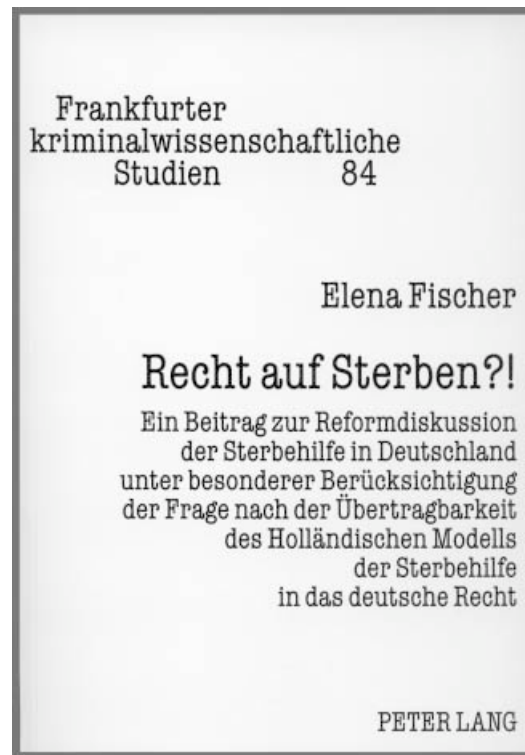 Frankfurter
kriminalwissenschaftliche
Studien 84
Elena Fischer
Recht auf Sterben?!
Ein Beitrag zur Reformdiskussion
der Sterbehilfe in Deutschland
unter besonderer Berücksichtigung
der Frage nach der Übertragbarkeit
des Holländischen Modells
der Sterbehilfe
in das deutsche Recht
PETER LANG